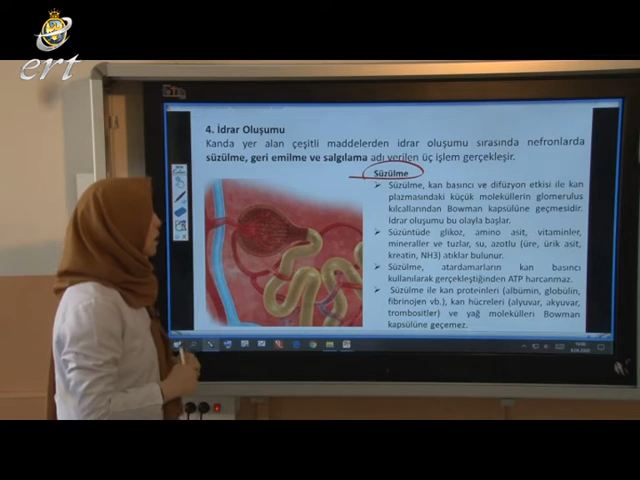 ert
4. İdrar Oluşumu
Kanda yer alan çeşitli maddelerden idrar oluşumu sırasında nefronlarda
süzülme, geri emilme ve salgılama adı verilen üç işlem gerçekleşir.
Süzülme
➢ Süzülme, kan basıncı ve difüzyon etkisi ile kan
plazmasındaki küçük moleküllerin glomerulus
kılcallarından Bowman kapsülüne geçmesidir.
İdrar oluşumu bu olayla başlar.
➢ Süzüntüde glikoz, amino asit, vitaminler,
mineraller ve tuzlar, su, azotlu (üre, ürik asit,
kreatin, NH3) atıklar bulunur.
➢ Süzülme, atardamarların kan basıncı
kullanılarak gerçekleştiğinden ATP harcanmaz.
➢ Süzülme ile kan proteinleri (albümin, globülin,
fibrinojen vb.), kan hücreleri (alyuvar, akyuvar,
trombositler) ve yağ molekülleri Bowman
kapsülüne geçemez.